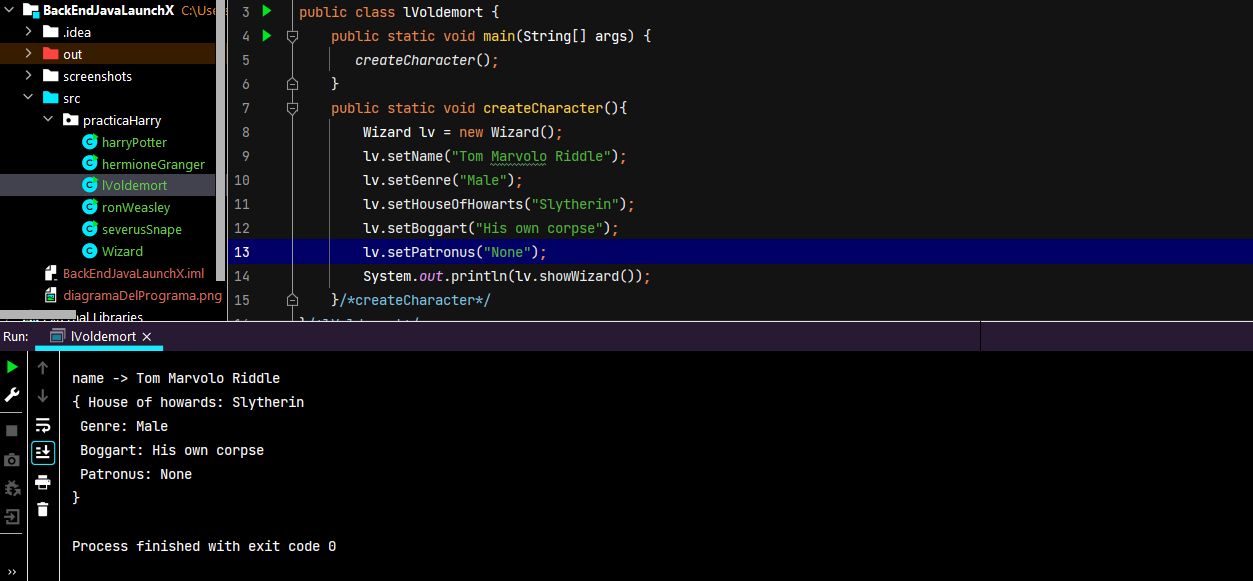 BackEndJavaLaunchX C:\Use
.idea
out
screenshots
src
practicaHarry
harryPotter
hermioneGranger
lVoldemort
ronWeasley
severusSnape
Wizard
BackEndJavaLaunchX.iml
diagramaDelPrograma.png
Libraries
3 public class lVoldemort {
4 public static void main(String[] args) {
5 createCharacter();
6 }
7 public static void createCharacter(){
8 Wizard lv = new Wizard();
9 lv.setName("Tom Marvolo Riddle");
10 lv.setGenre("Male");
11 lv.setHouseOfHowarts("Slytherin");
12 lv.setBoggart("His own corpse");
13 lv.setPatronus("None");
14 System.out.println(lv.showWizard());
15 }/*createCharacter*/
Run: lVoldemort
name -> Tom Marvolo Riddle
{ House of howards: Slytherin
Genre: Male
Boggart: His own corpse
Patronus: None
}
Process finished with exit code 0